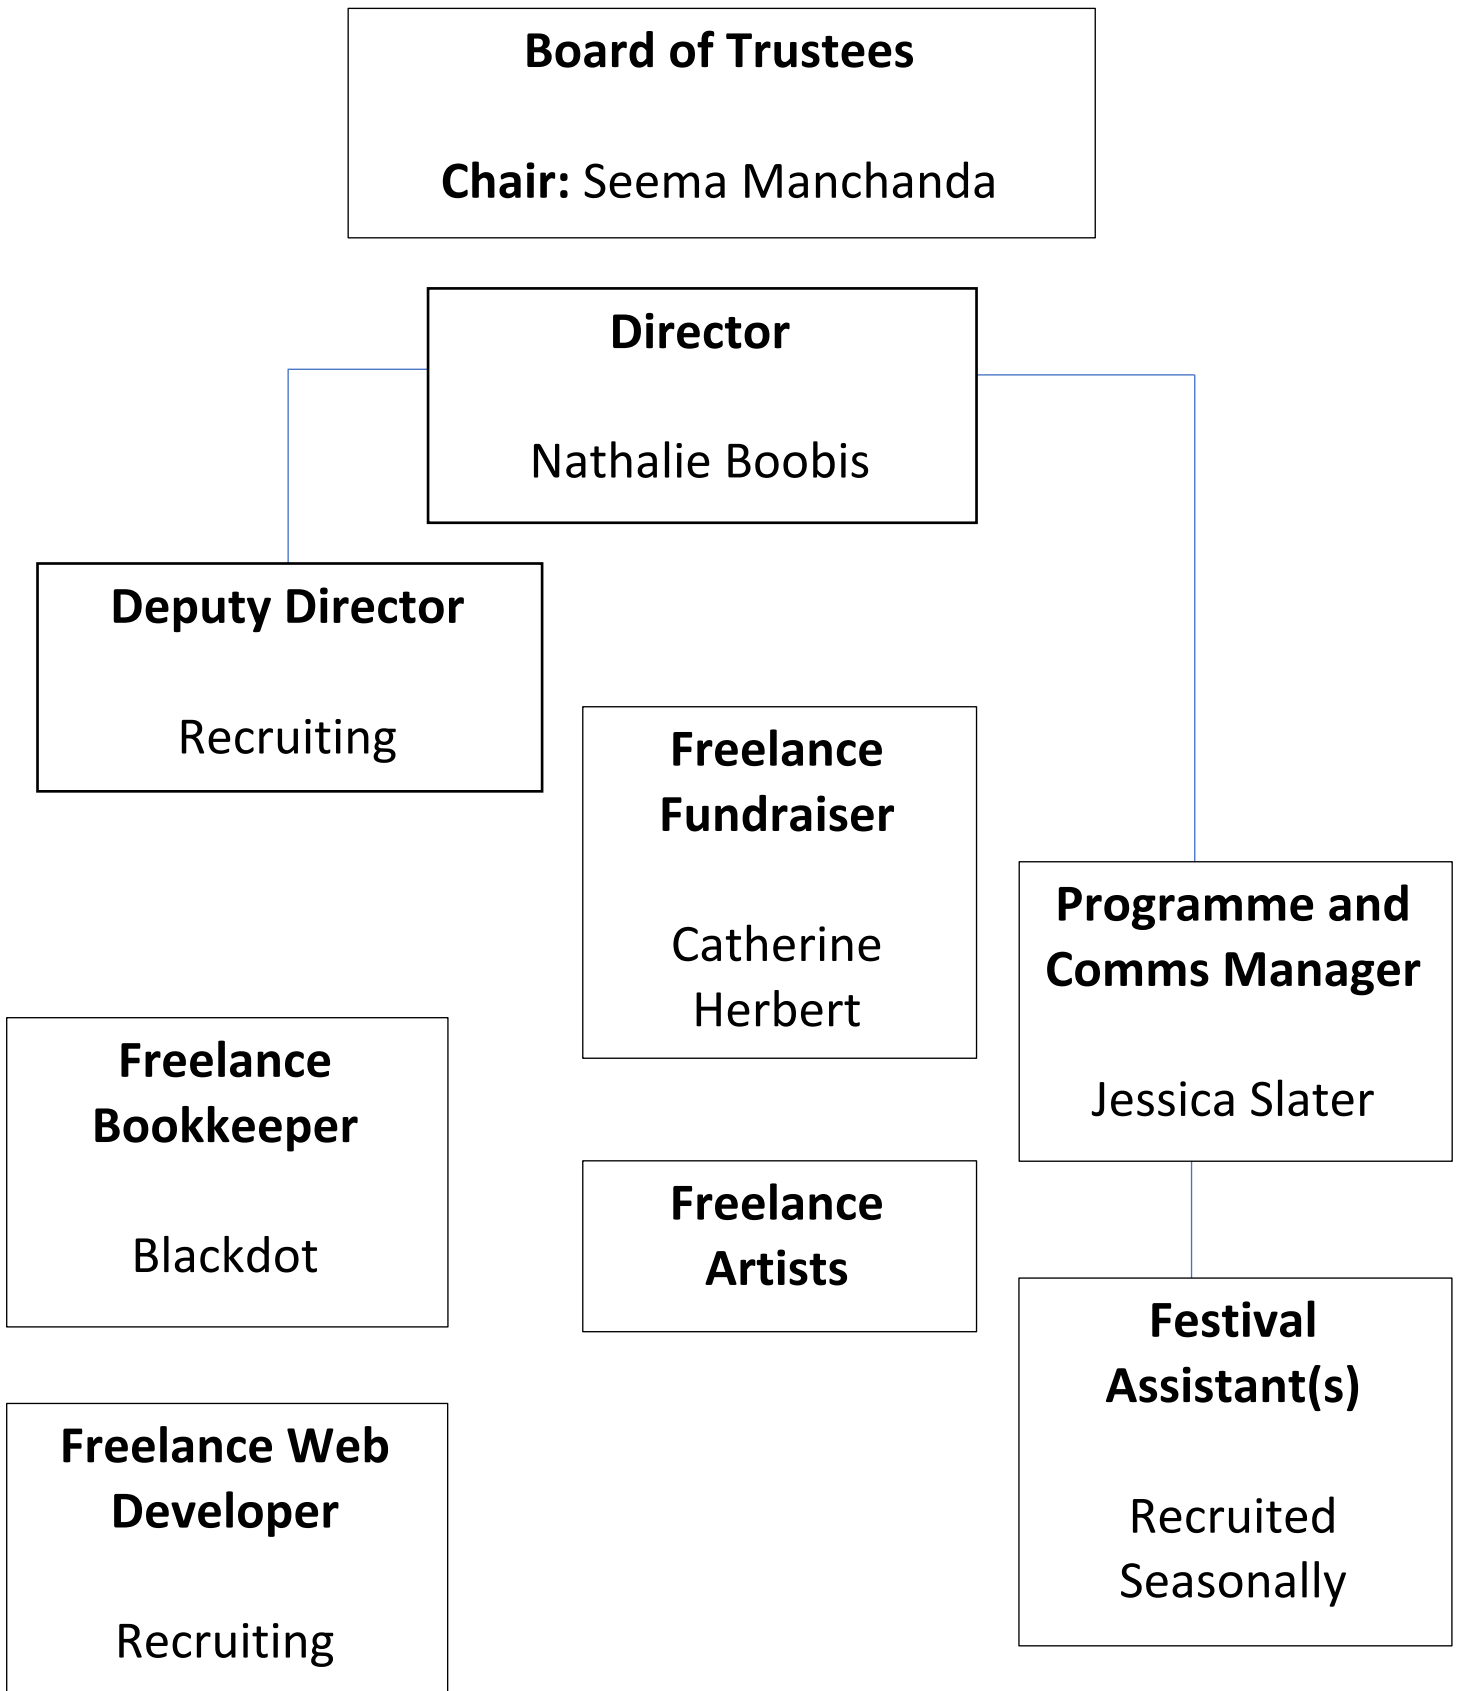 Board of Trustees
Chair: Seema Manchanda
Director
Nathalie Boobis
Deputy Director
Recruiting
Freelance
Fundraiser
Catherine
Herbert
Programme and
Comms Manager
Jessica Slater
Freelance
Bookkeeper
Blackdot
Freelance
Artists
Festival
Assistant(s)
Recruited
Seasonally
Freelance Web
Developer
Recruiting